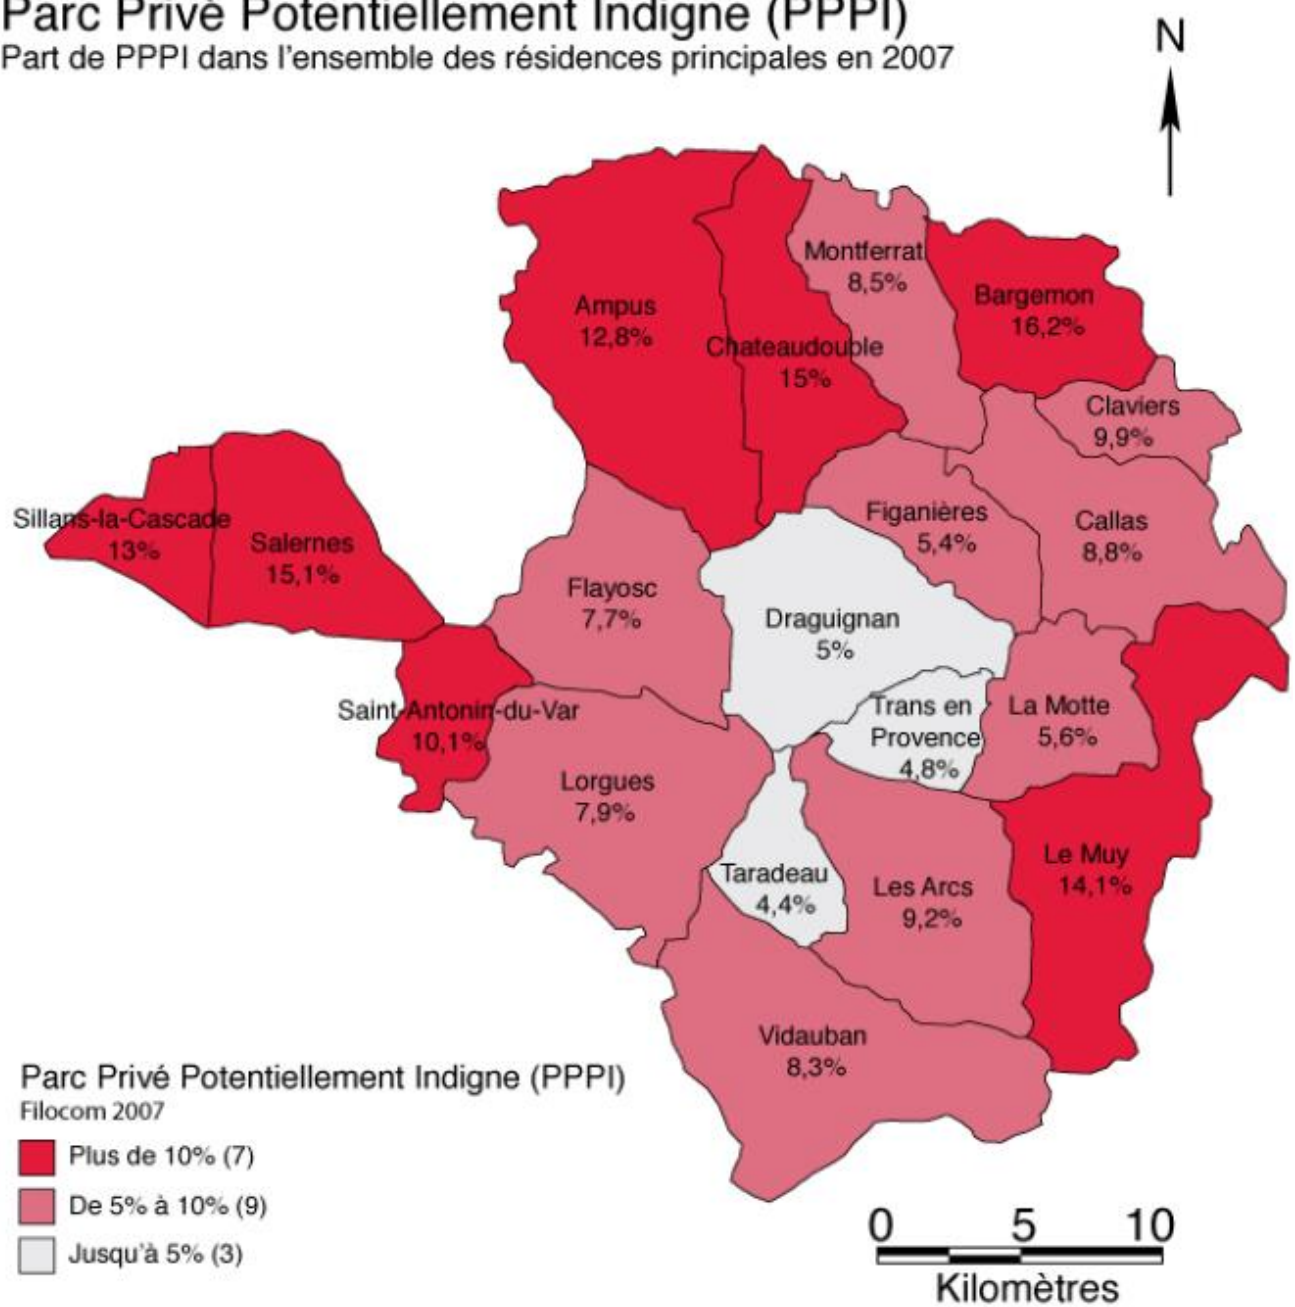 Parc Privé Potentiellement Indigne (PPPI)
Part de PPPI dans l'ensemble des résidences principales en 2007
N
Montferrat
8,5%
Bargemon
16,2%
Ampus
12,8%
Chateaudouble
15%
Claviers
9,9%
Sillans-la-Cascade
13%
Salernes
15,1%
Figanières
5,4%
Callas
8,8%
Flayosc
7,7%
Draguignan
5%
Saint-Antonin-du-Var
10,1%
Trans en
Provence
4,8%
La Motte
5,6%
Lorgues
7,9%
Taradeau
4,4%
Les Arcs
9,2%
Le Muy
14,1%
Vidauban
8,3%
Parc Privé Potentiellement Indigne (PPPI)
Filocom 2007
Plus de 10% (7)
De 5% à 10% (9)
Jusqu'à 5% (3)
0 5 10
Kilomètres